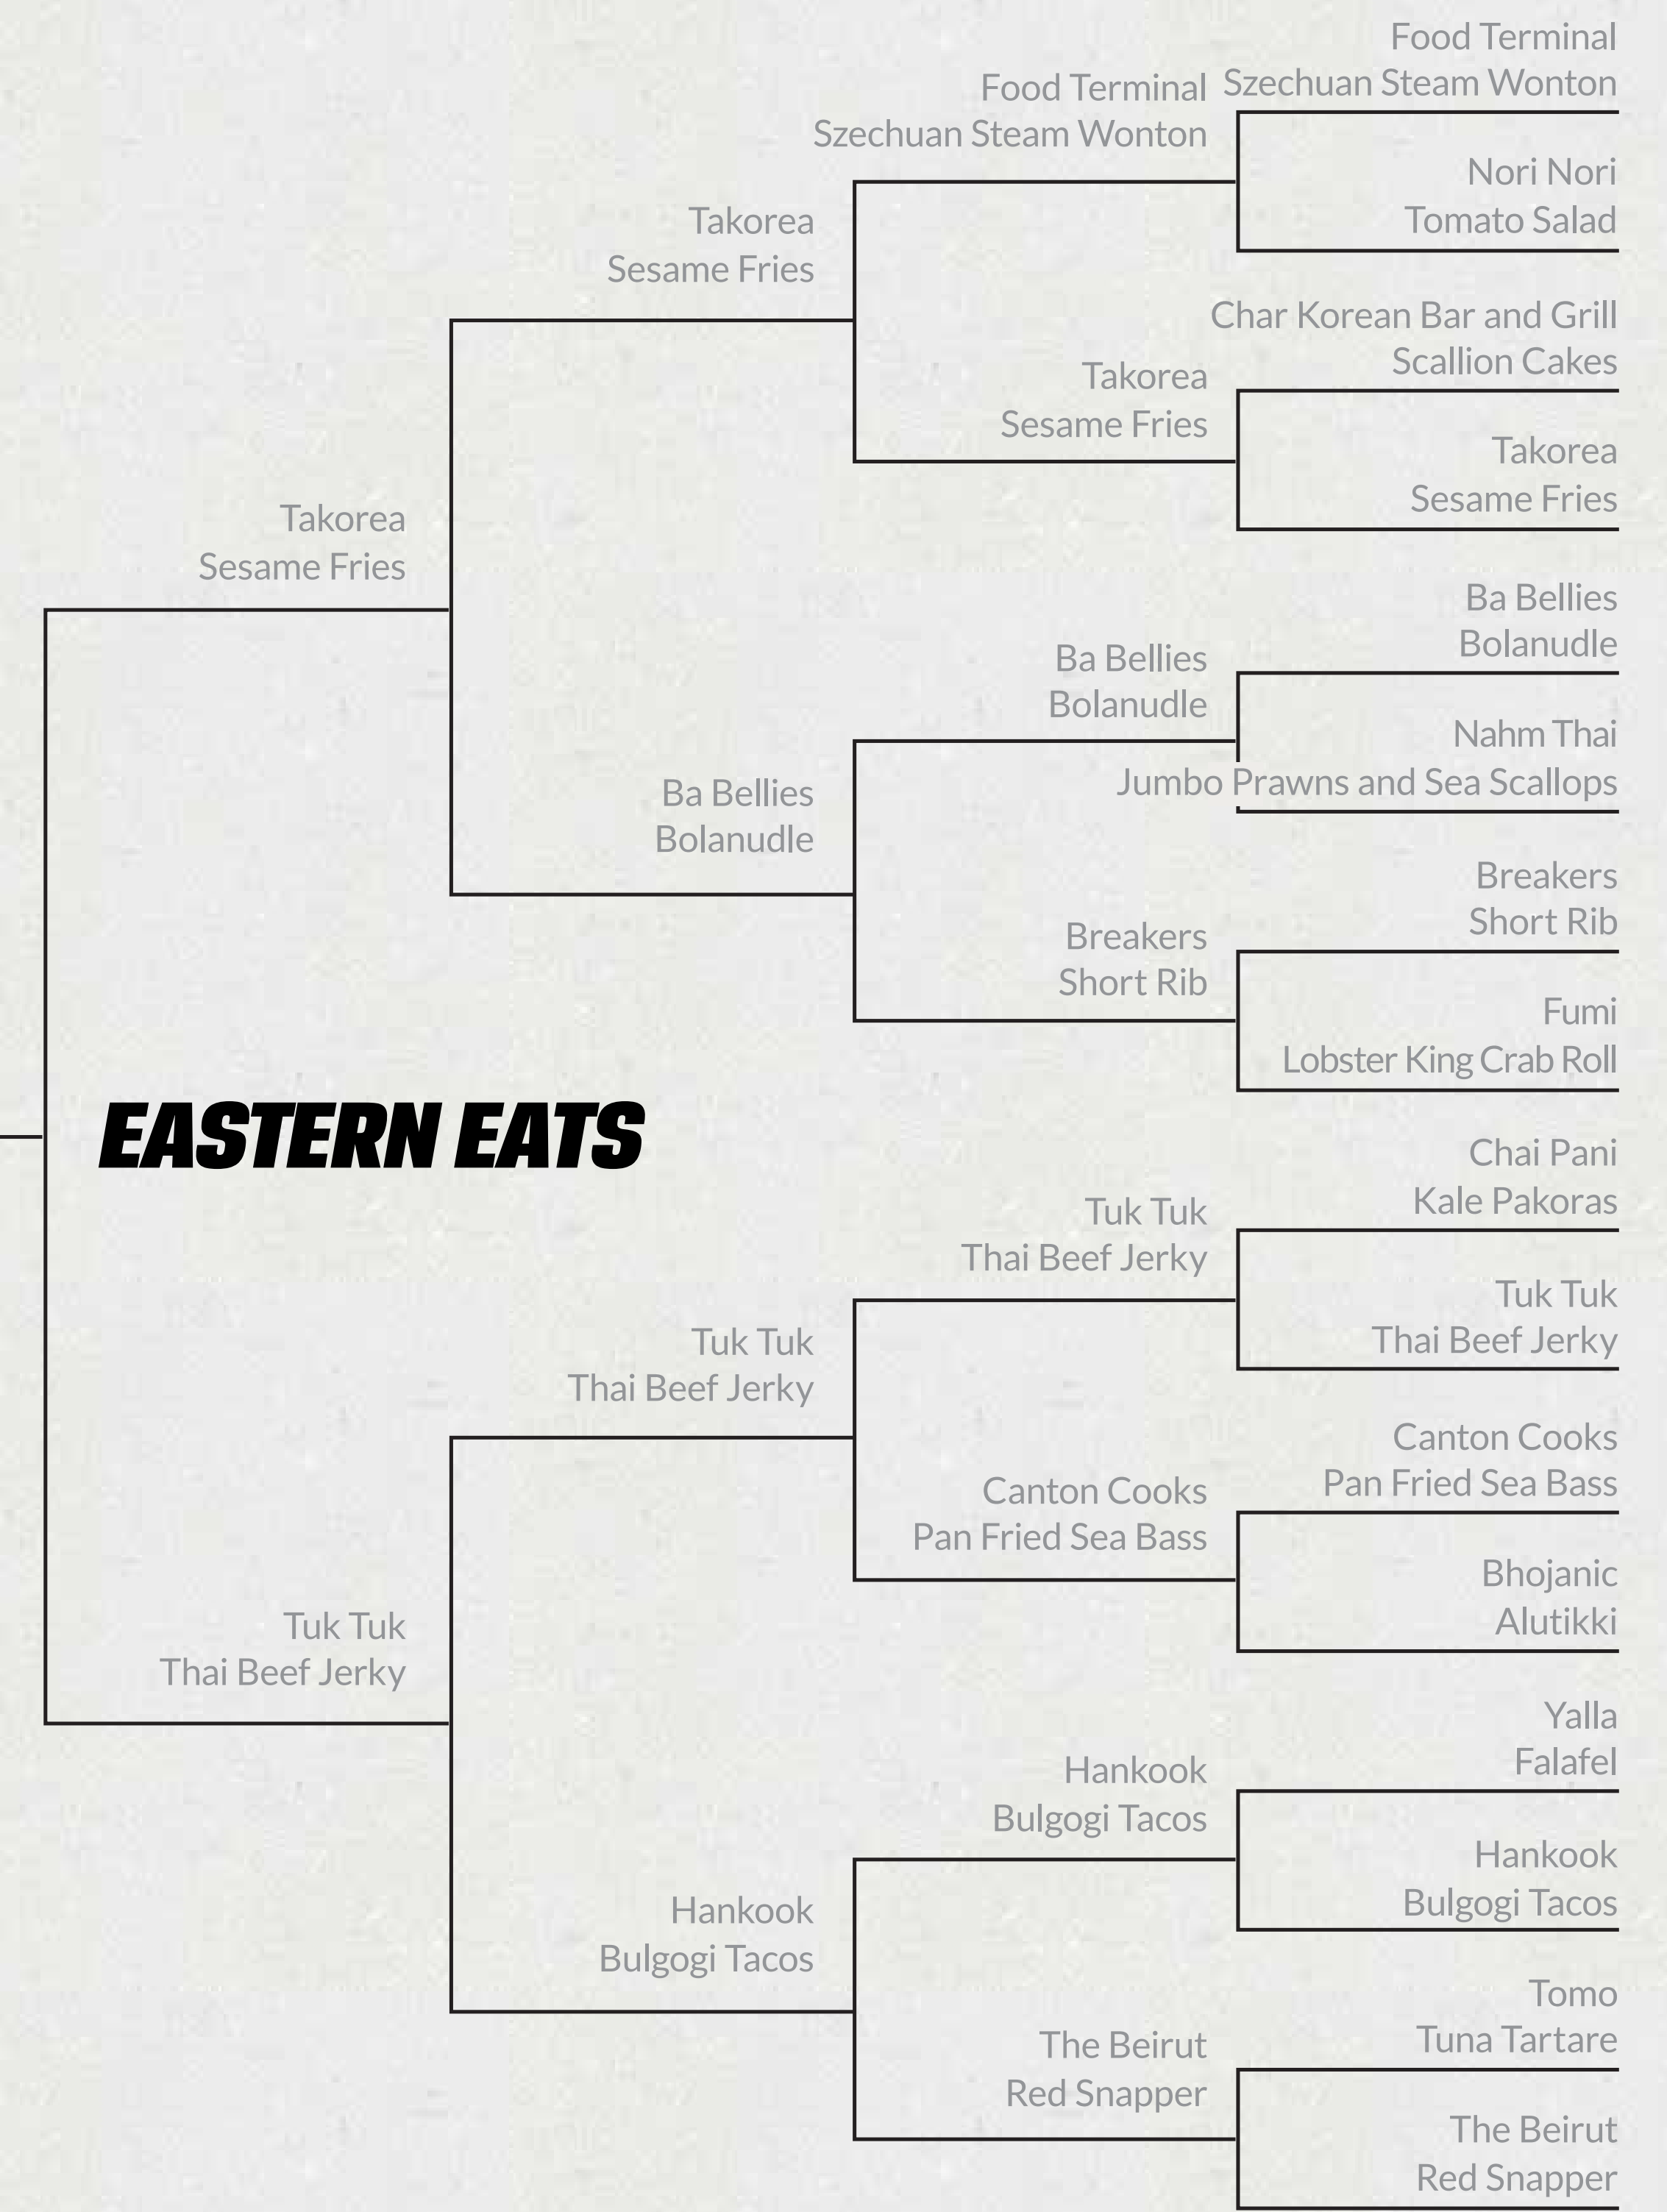 Food Terminal
Szechuan Steam Wonton
Nori Nori
Tomato Salad
Char Korean Bar and Grill
Scallion Cakes
Takorea
Sesame Fries
Ba Bellies
Bolanudle
Nahm Thai
Jumbo Prawns and Sea Scallops
Breakers
Short Rib
Fumi
Lobster King Crab Roll
Chai Pani
Kale Pakoras
Tuk Tuk
Thai Beef Jerky
Canton Cooks
Pan Fried Sea Bass
Bhojanic
Alutikki
Yalla
Falafel
Hankook
Bulgogi Tacos
Tomo
Tuna Tartare
The Beirut
Red Snapper
Food Terminal
Szechuan Steam Wonton
Takorea
Sesame Fries
Ba Bellies
Bolanudle
Breakers
Short Rib
Tuk Tuk
Thai Beef Jerky
Canton Cooks
Pan Fried Sea Bass
Hankook
Bulgogi Tacos
The Beirut
Red Snapper
Takorea
Sesame Fries
Ba Bellies
Bolanudle
Tuk Tuk
Thai Beef Jerky
Hankook
Bulgogi Tacos
Takorea
Sesame Fries
Tuk Tuk
Thai Beef Jerky
EASTERN EATS